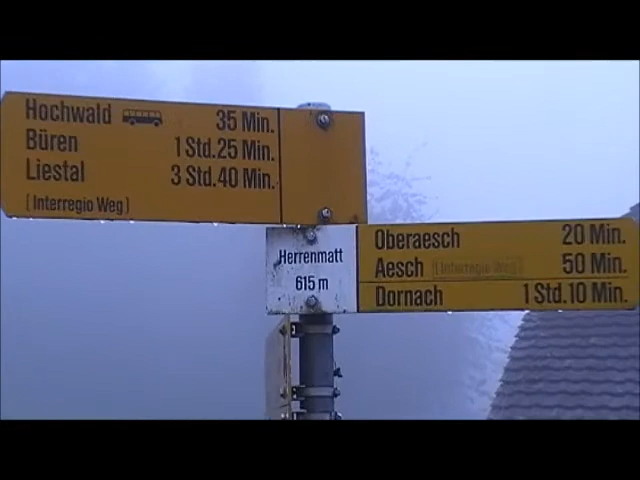 Hochwald 35 Min.
Büren 1 Std. 25 Min.
Liestal 3 Std. 40 Min.
[Interregio Weg]
Herrenmatt
615 m
Oberaesch 20 Min.
Aesch [Interregio Weg] 50 Min.
Dornach 1 Std. 10 Min.